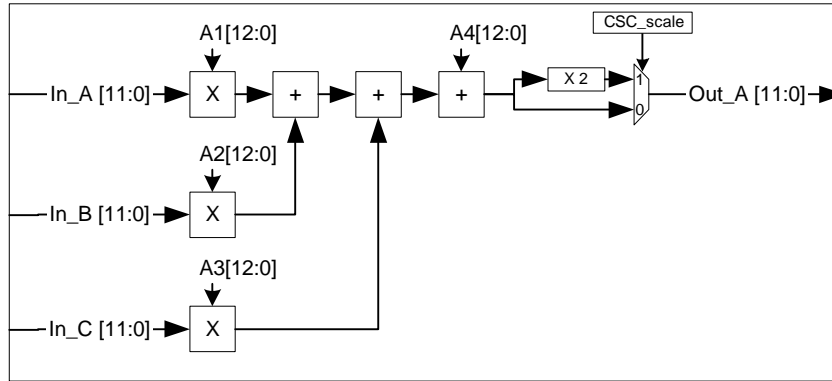 CSC_scale
A1[12:0]
A4[12:0]
In_A [11:0]
X
+
+
+
X 2
1
0
Out_A [11:0]
A2[12:0]
In_B [11:0]
X
A3[12:0]
In_C [11:0]
X